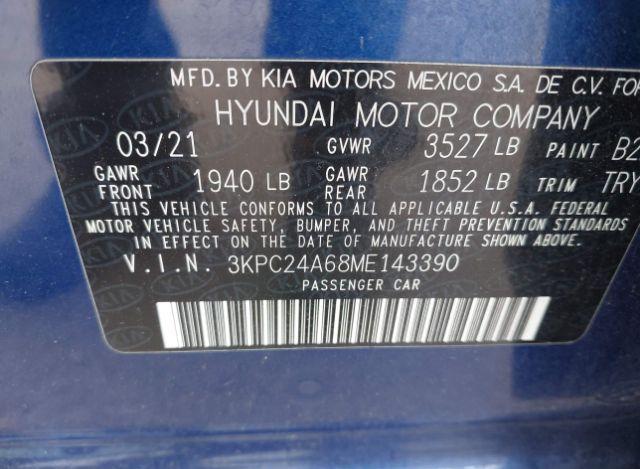 MFD. BY KIA MOTORS MEXICO S.A. DE C.V. FOR
HYUNDAI MOTOR COMPANY
03/21 GVWR 3527 LB PAINT B2
GAWR FRONT 1940 LB GAWR REAR 1852 LB TRIM TRY
THIS VEHICLE CONFORMS TO ALL APPLICABLE U.S.A. FEDERAL
MOTOR VEHICLE SAFETY, BUMPER, AND THEFT PREVENTION STANDARDS
IN EFFECT ON THE DATE OF MANUFACTURE SHOWN ABOVE.
V.I.N. 3KPC24A68ME143390
PASSENGER CAR